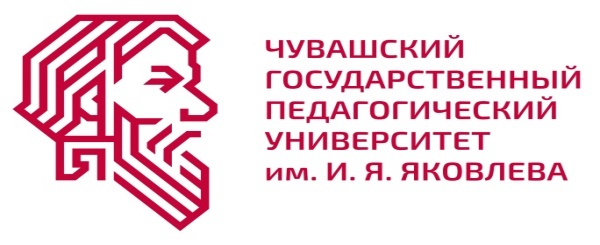 ЧУВАШСКИЙ
ГОСУДАРСТВЕННЫЙ
ПЕДАГОГИЧЕСКИЙ
УНИВЕРСИТЕТ
им. И. Я. ЯКОВЛЕВА